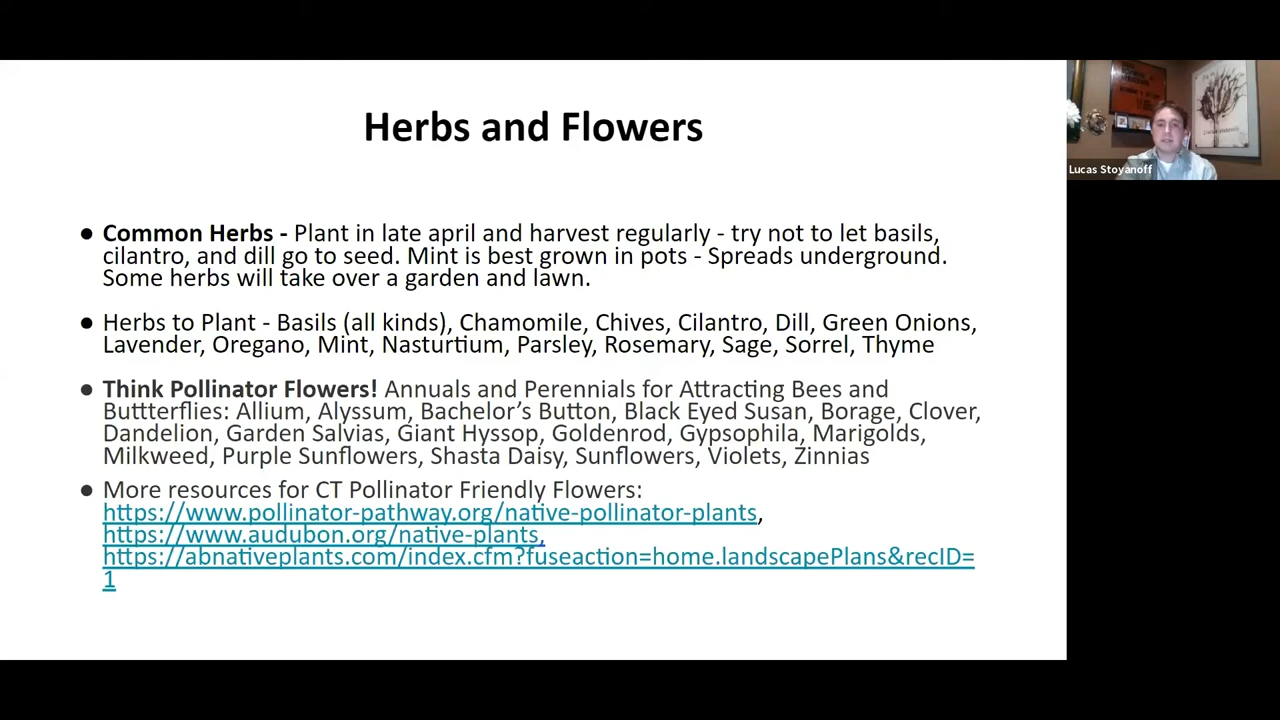 Herbs and Flowers
Lucas Stoyanoff
● Common Herbs - Plant in late april and harvest regularly - try not to let basils,
cilantro, and dill go to seed. Mint is best grown in pots - Spreads underground.
Some herbs will take over a garden and lawn.
● Herbs to Plant - Basils (all kinds), Chamomile, Chives, Cilantro, Dill, Green Onions,
Lavender, Oregano, Mint, Nasturtium, Parsley, Rosemary, Sage, Sorrel, Thyme
● Think Pollinator Flowers! Annuals and Perennials for Attracting Bees and
Buttterflies: Allium, Alyssum, Bachelor’s Button, Black Eyed Susan, Borage, Clover,
Dandelion, Garden Salvias, Giant Hyssop, Goldenrod, Gypsophila, Marigolds,
Milkweed, Purple Sunflowers, Shasta Daisy, Sunflowers, Violets, Zinnias
● More resources for CT Pollinator Friendly Flowers:
https://www.pollinator-pathway.org/native-pollinator-plants,
https://www.audubon.org/native-plants,
https://abnativeplants.com/index.cfm?fuseaction=home.landscapePlans&recID=
1